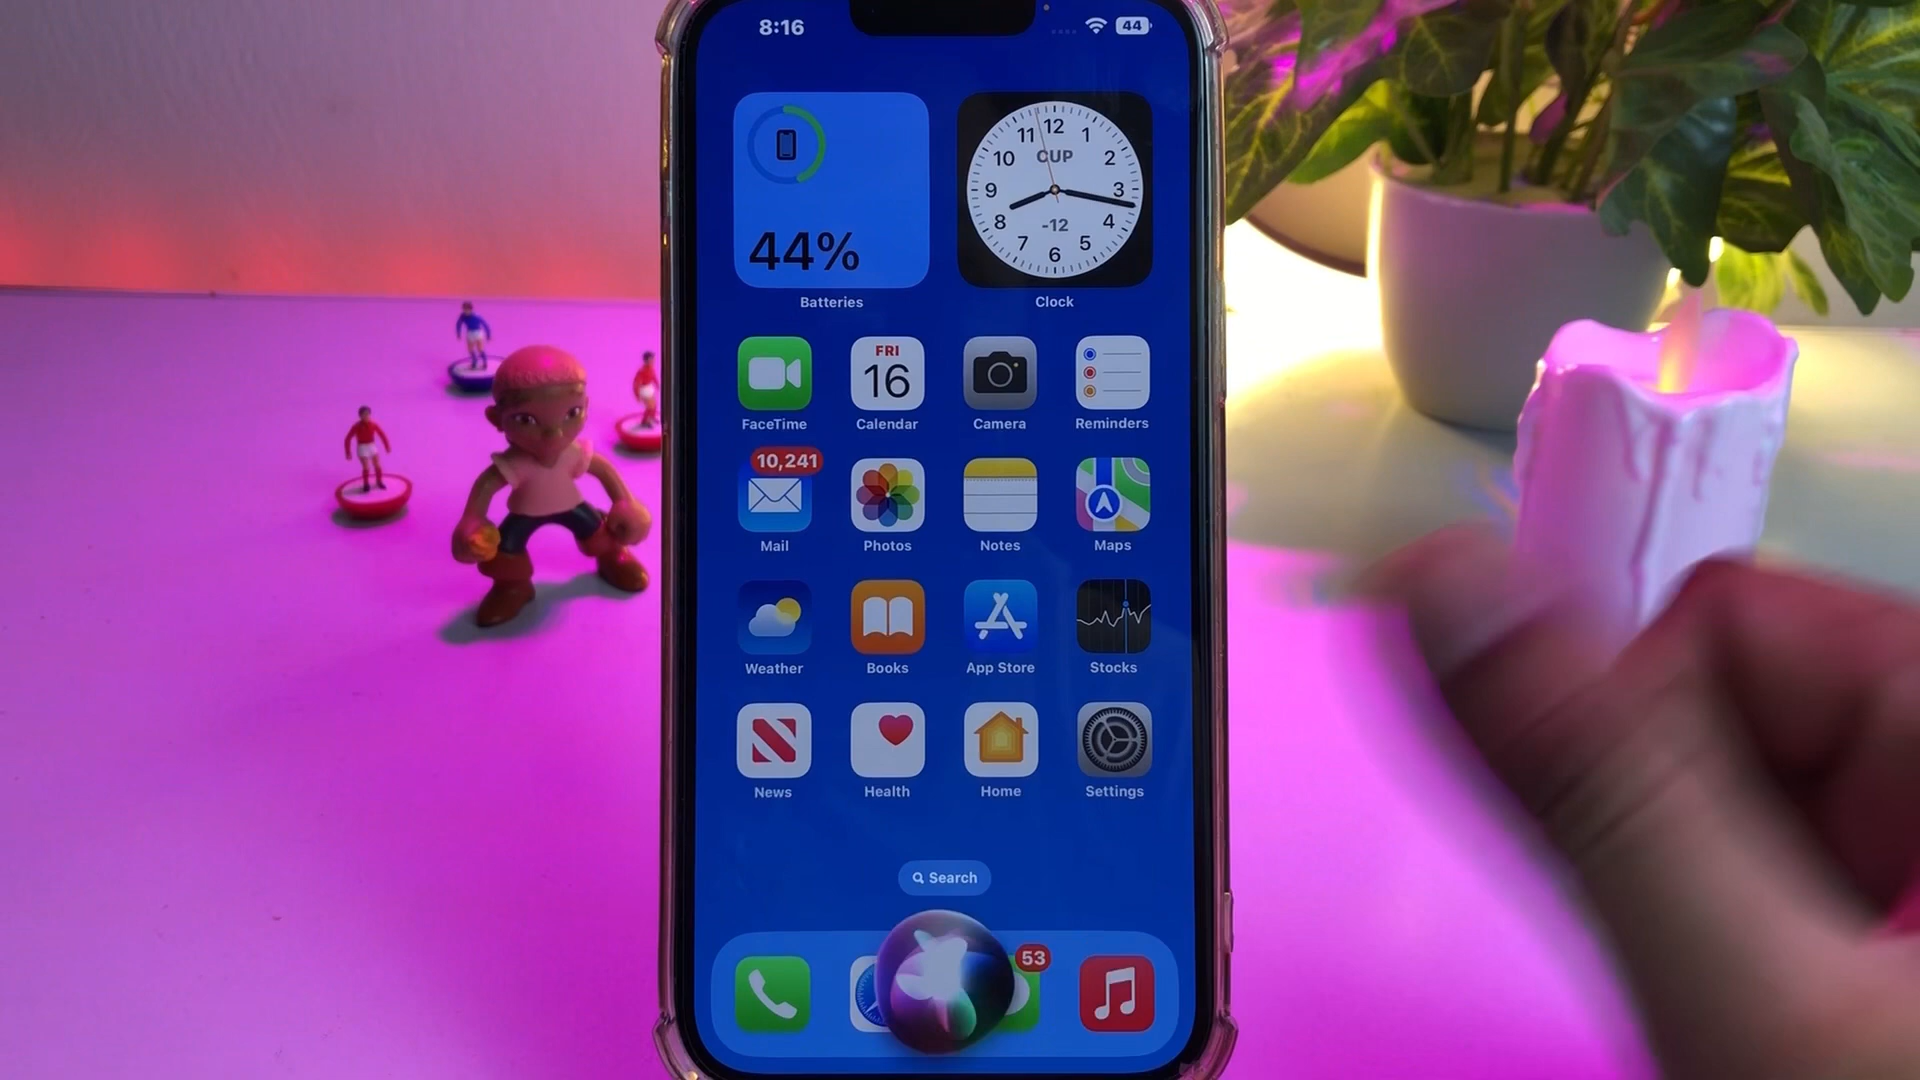 8:16
44
44%
Batteries
12
11 1
10 CUP 2
9 3
8 -12 4
7 5
6
Clock
FRI
16
FaceTime Calendar Camera Reminders
10,241
Mail Photos Notes Maps
Weather Books App Store Stocks
News Health Home Settings
Search
53